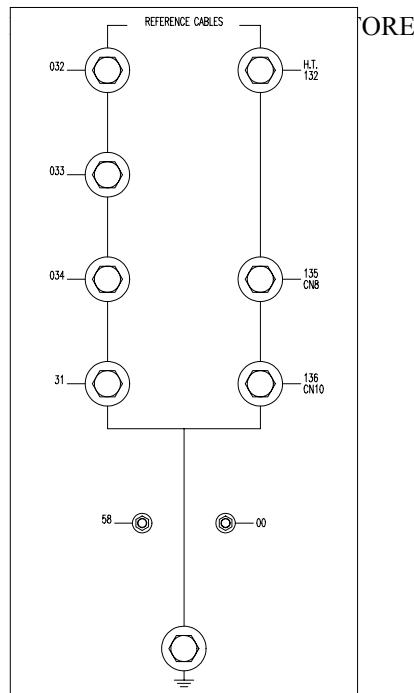 REFERENCE CABLES
TORE
032
H.T.
132
033
034
135
CN8
31
136
CN10
58
00